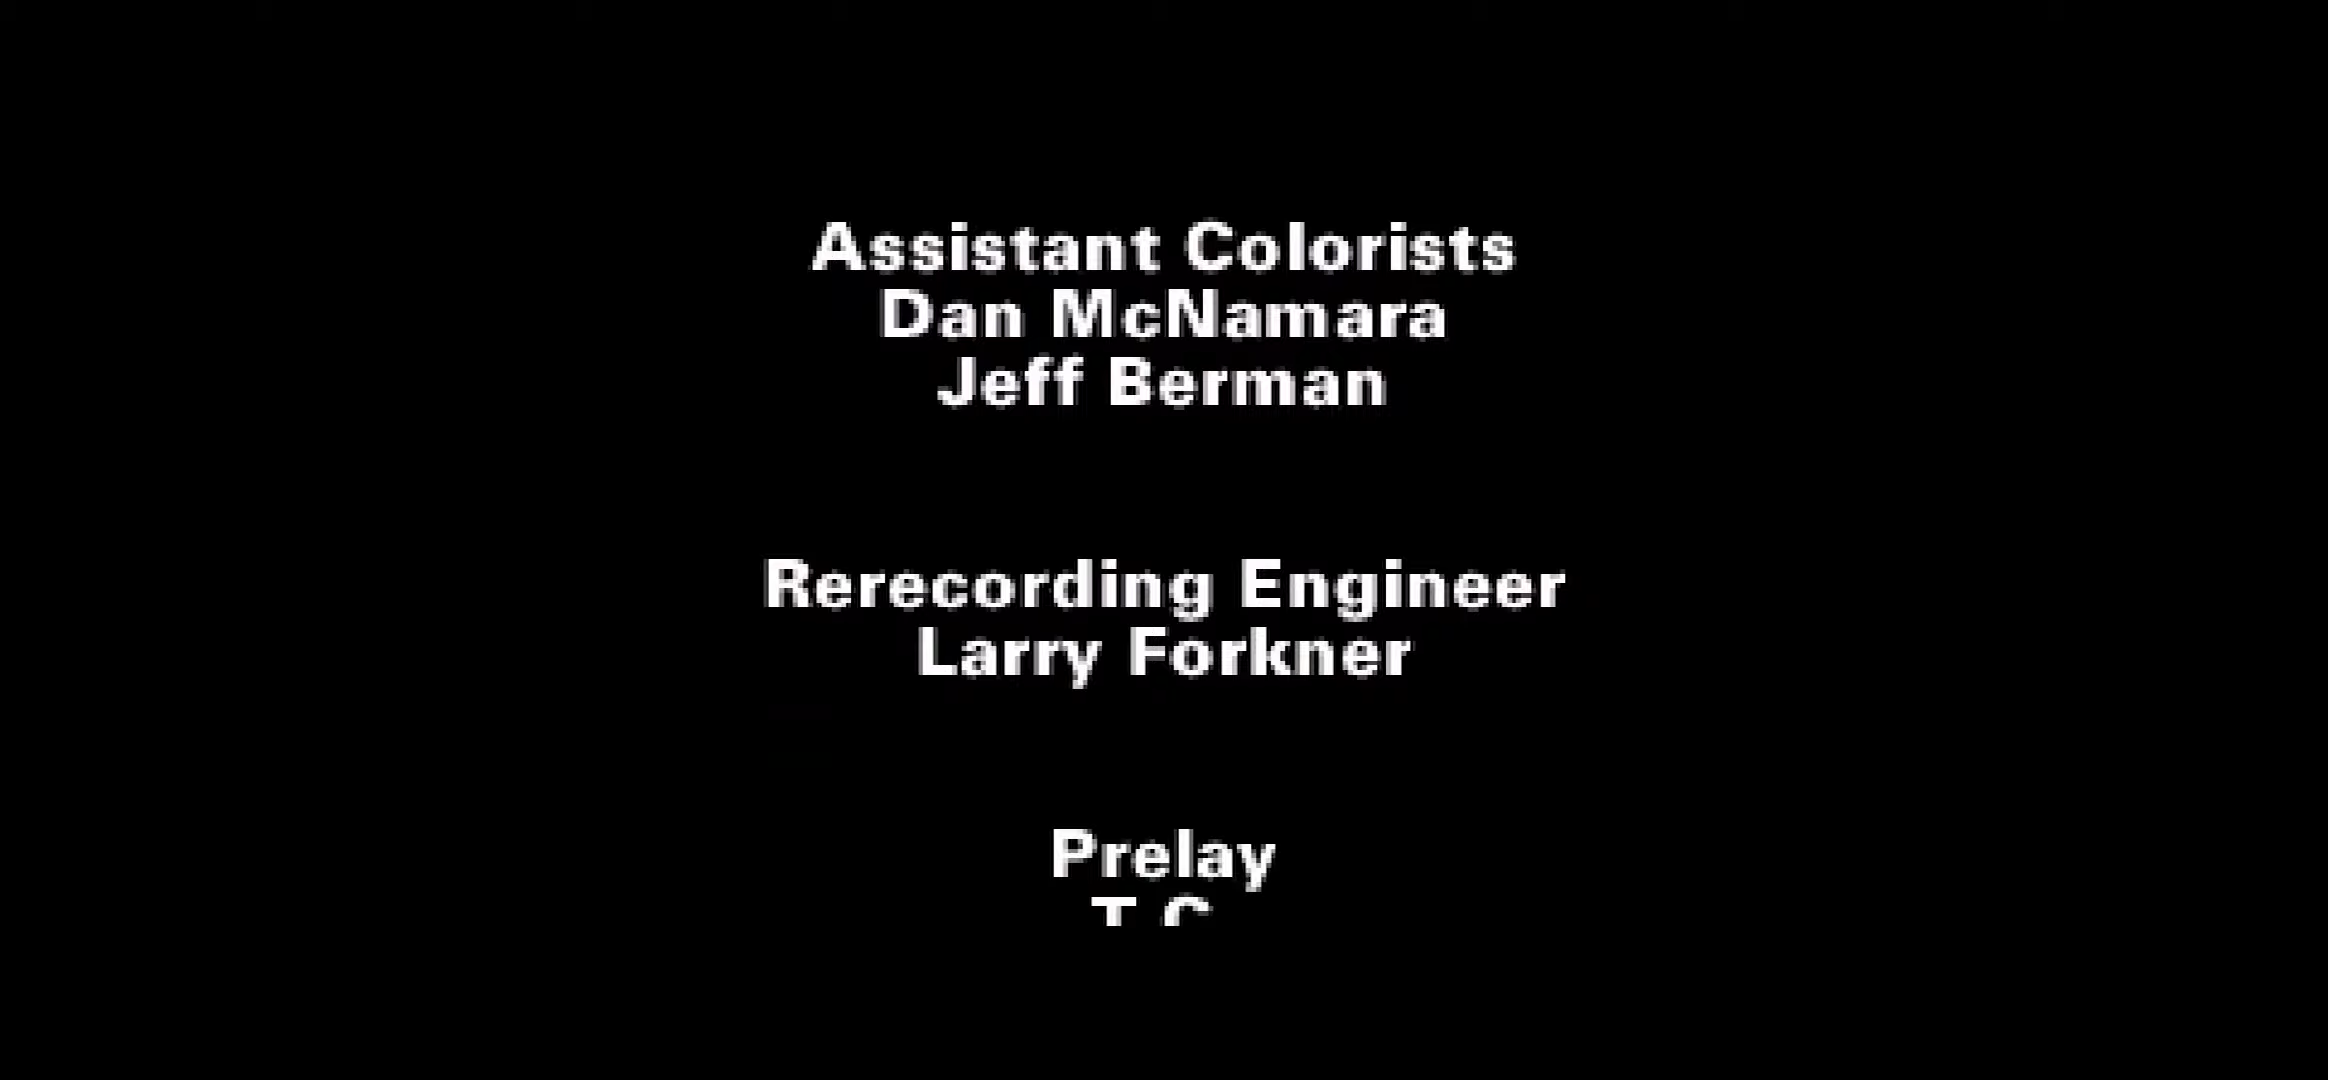 Assistant Colorists
Dan McNamara
Jeff Berman
Rerecording Engineer
Larry Forkner
Prelay